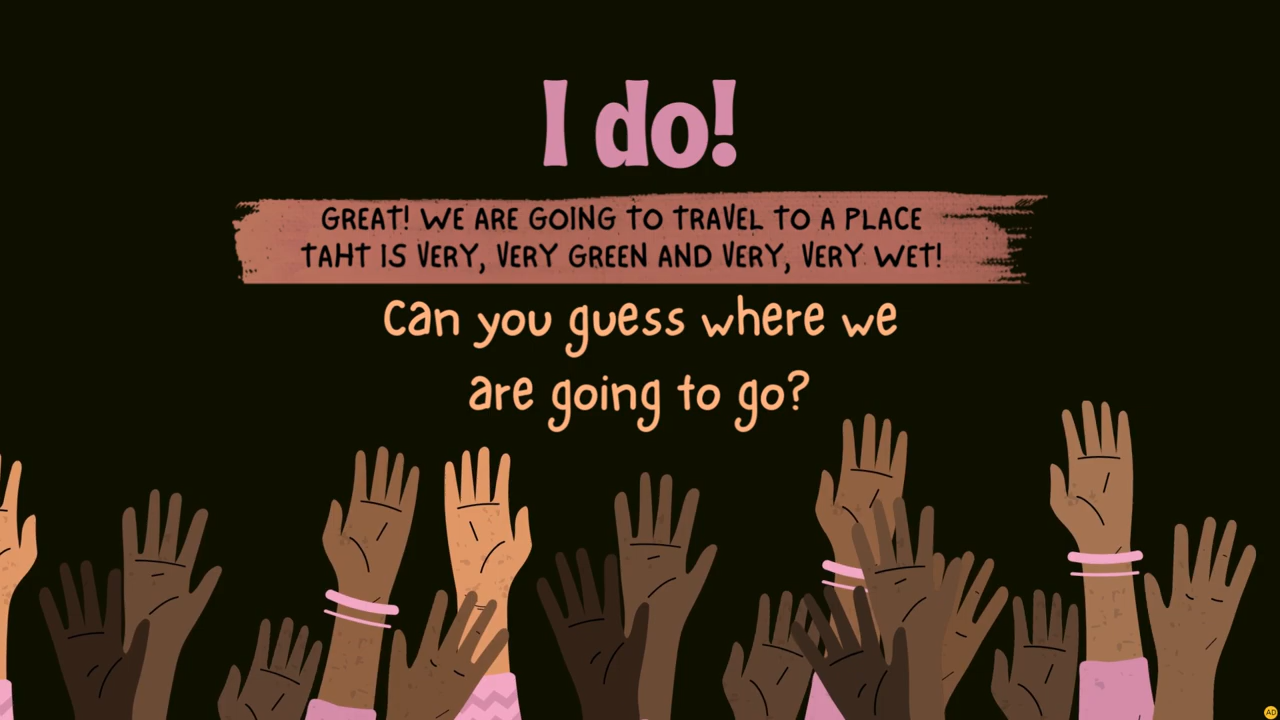 I do!
GREAT! WE ARE GOING TO TRAVEL TO A PLACE
TAHT IS VERY, VERY GREEN AND VERY, VERY WET!
Can you guess where we
are going to go?
AD